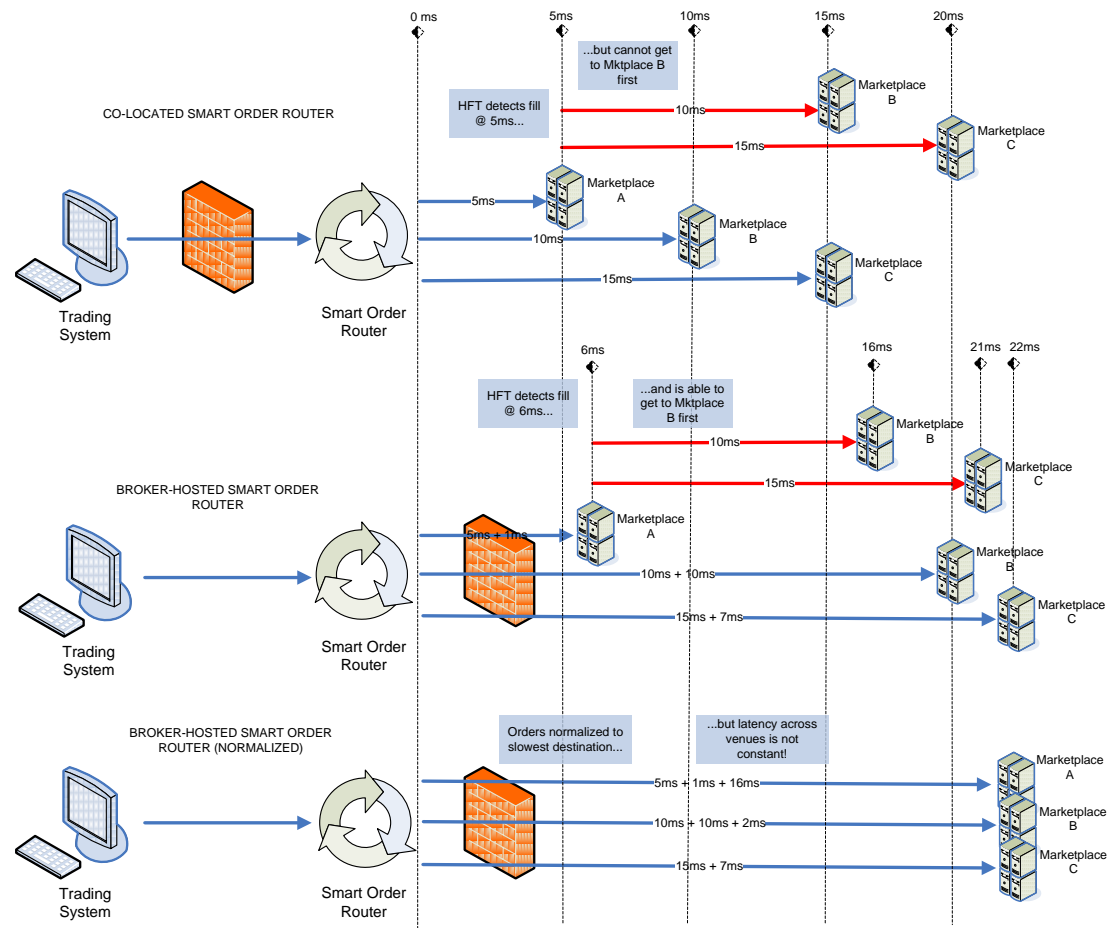 0 ms
5ms
10ms
15ms
20ms
...but cannot get
to Mktplace B
first
HFT detects fill
@ 5ms...
10ms
Marketplace
B
CO-LOCATED SMART ORDER ROUTER
15ms
Marketplace
C
5ms
Marketplace
A
10ms
Marketplace
B
15ms
Marketplace
C
Trading
System
Smart Order
Router
6ms
16ms
21ms
22ms
HFT detects fill
@ 6ms...
...and is able to
get to Mktplace
B first
10ms
Marketplace
B
15ms
Marketplace
C
BROKER-HOSTED SMART ORDER
ROUTER
5ms + 1ms
Marketplace
A
10ms + 10ms
Marketplace
B
15ms + 7ms
Marketplace
C
Trading
System
Smart Order
Router
BROKER-HOSTED SMART ORDER
ROUTER (NORMALIZED)
Orders normalized to
slowest destination...
...but latency across
venues is not
constant!
5ms + 1ms + 16ms
Marketplace
A
10ms + 10ms + 2ms
Marketplace
B
15ms + 7ms
Marketplace
C
Trading
System
Smart Order
Router